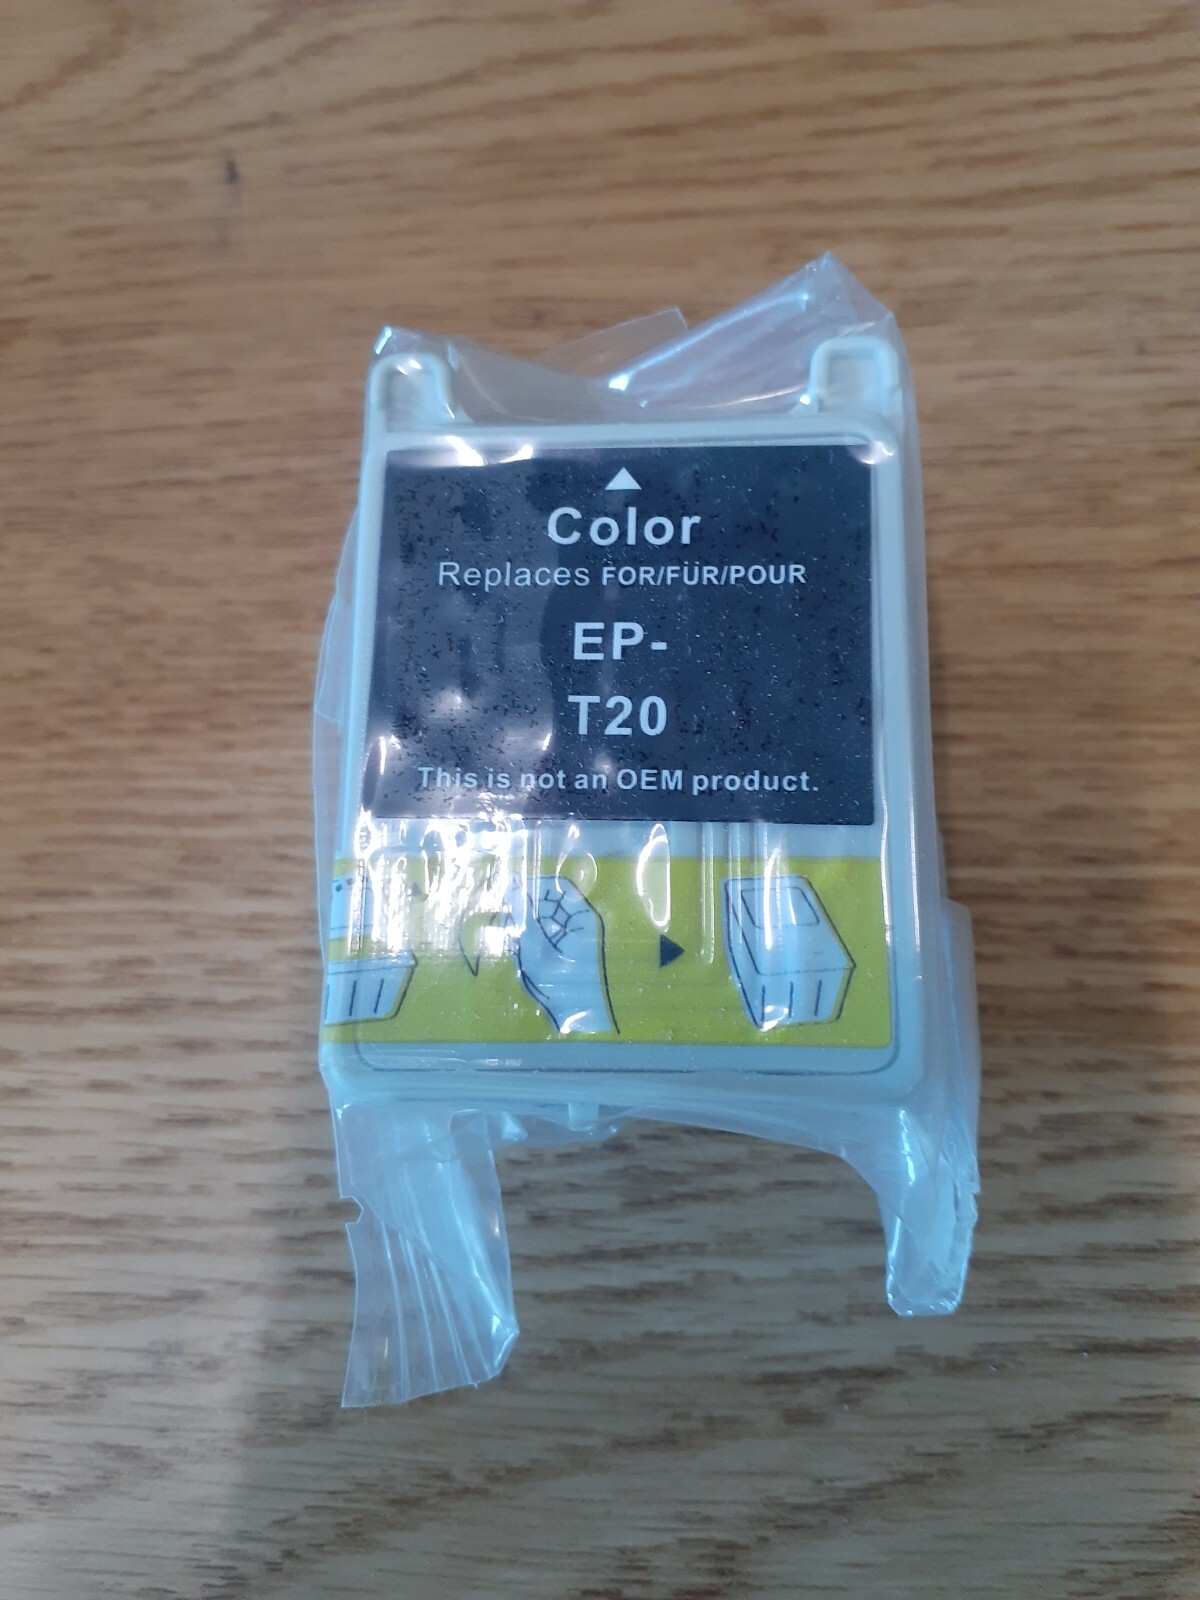 Color
Replaces FOR/FÜR/POUR
EP-
T20
This is not an OEM product.